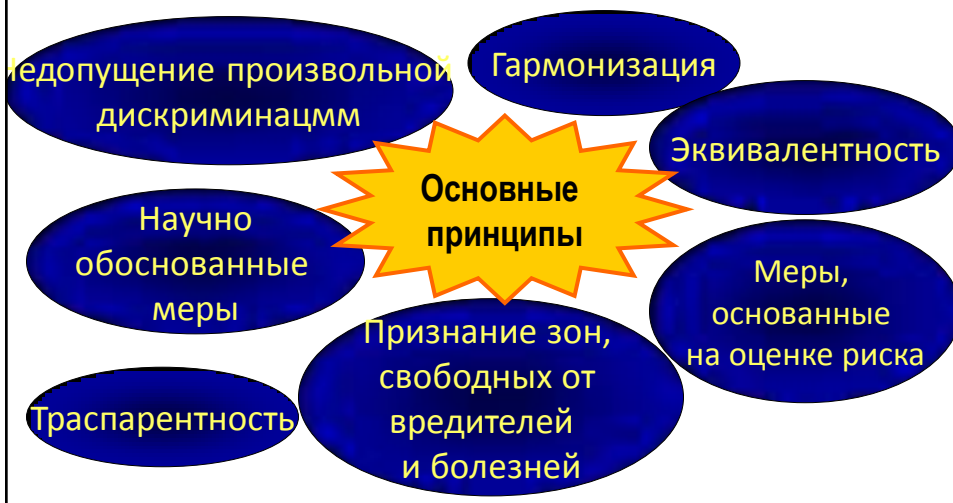 Недопущение произвольной
дискриминацмм
Гармонизация
Эквивалентность
Основные
принципы
Научно
обоснованные
меры
Меры,
основанные
на оценке риска
Признание зон,
свободных от
вредителей
и болезней
Траспарентность